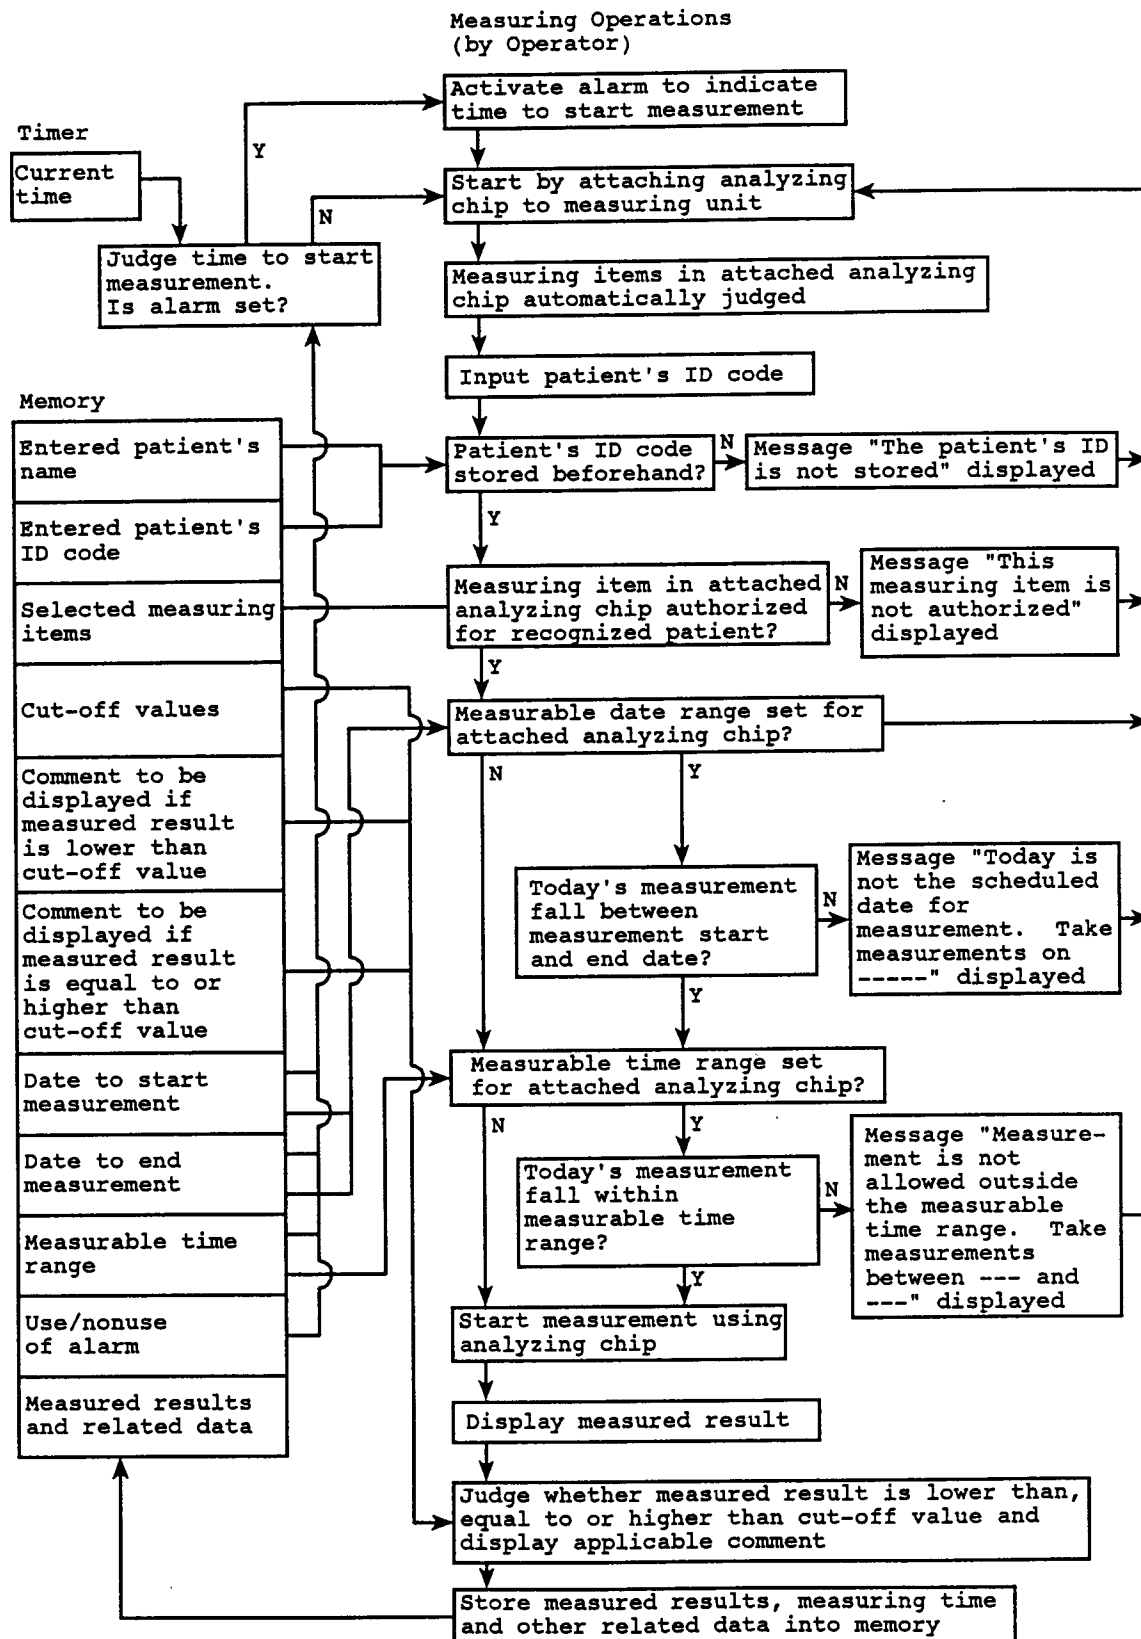 Measuring Operations
(by Operator)
Activate alarm to indicate
time to start measurement
Timer
Current
time
Y
N
Start by attaching analyzing
chip to measuring unit
Judge time to start
measurement.
Is alarm set?
Measuring items in attached analyzing
chip automatically judged
Input patient's ID code
Memory
Entered patient's
name
Entered patient's
ID code
Selected measuring
items
Cut-off values
Comment to be
displayed if
measured result
is lower than
cut-off value
Comment to be
displayed if
measured result
is equal to or
higher than
cut-off value
Date to start
measurement
Date to end
measurement
Measurable time
range
Use/nonuse
of alarm
Measured results
and related data
Patient's ID code
stored beforehand?
N
Message "The patient's ID
is not stored" displayed
Y
Measuring item in attached
analyzing chip authorized
for recognized patient?
N
Message "This
measuring item is
not authorized"
displayed
Y
Measurable date range set for
attached analyzing chip?
N
Y
Today's measurement
fall between
measurement start
and end date?
N
Message "Today is
not the scheduled
date for
measurement. Take
measurements on
-----" displayed
Y
Measurable time range set
for attached analyzing chip?
N
Y
Today's measurement
fall within
measurable time
range?
N
Message "Measure-
ment is not
allowed outside
the measurable
time range. Take
measurements
between --- and
---" displayed
Y
Start measurement using
analyzing chip
Display measured result
Judge whether measured result is lower than,
equal to or higher than cut-off value and
display applicable comment
Store measured results, measuring time
and other related data into memory